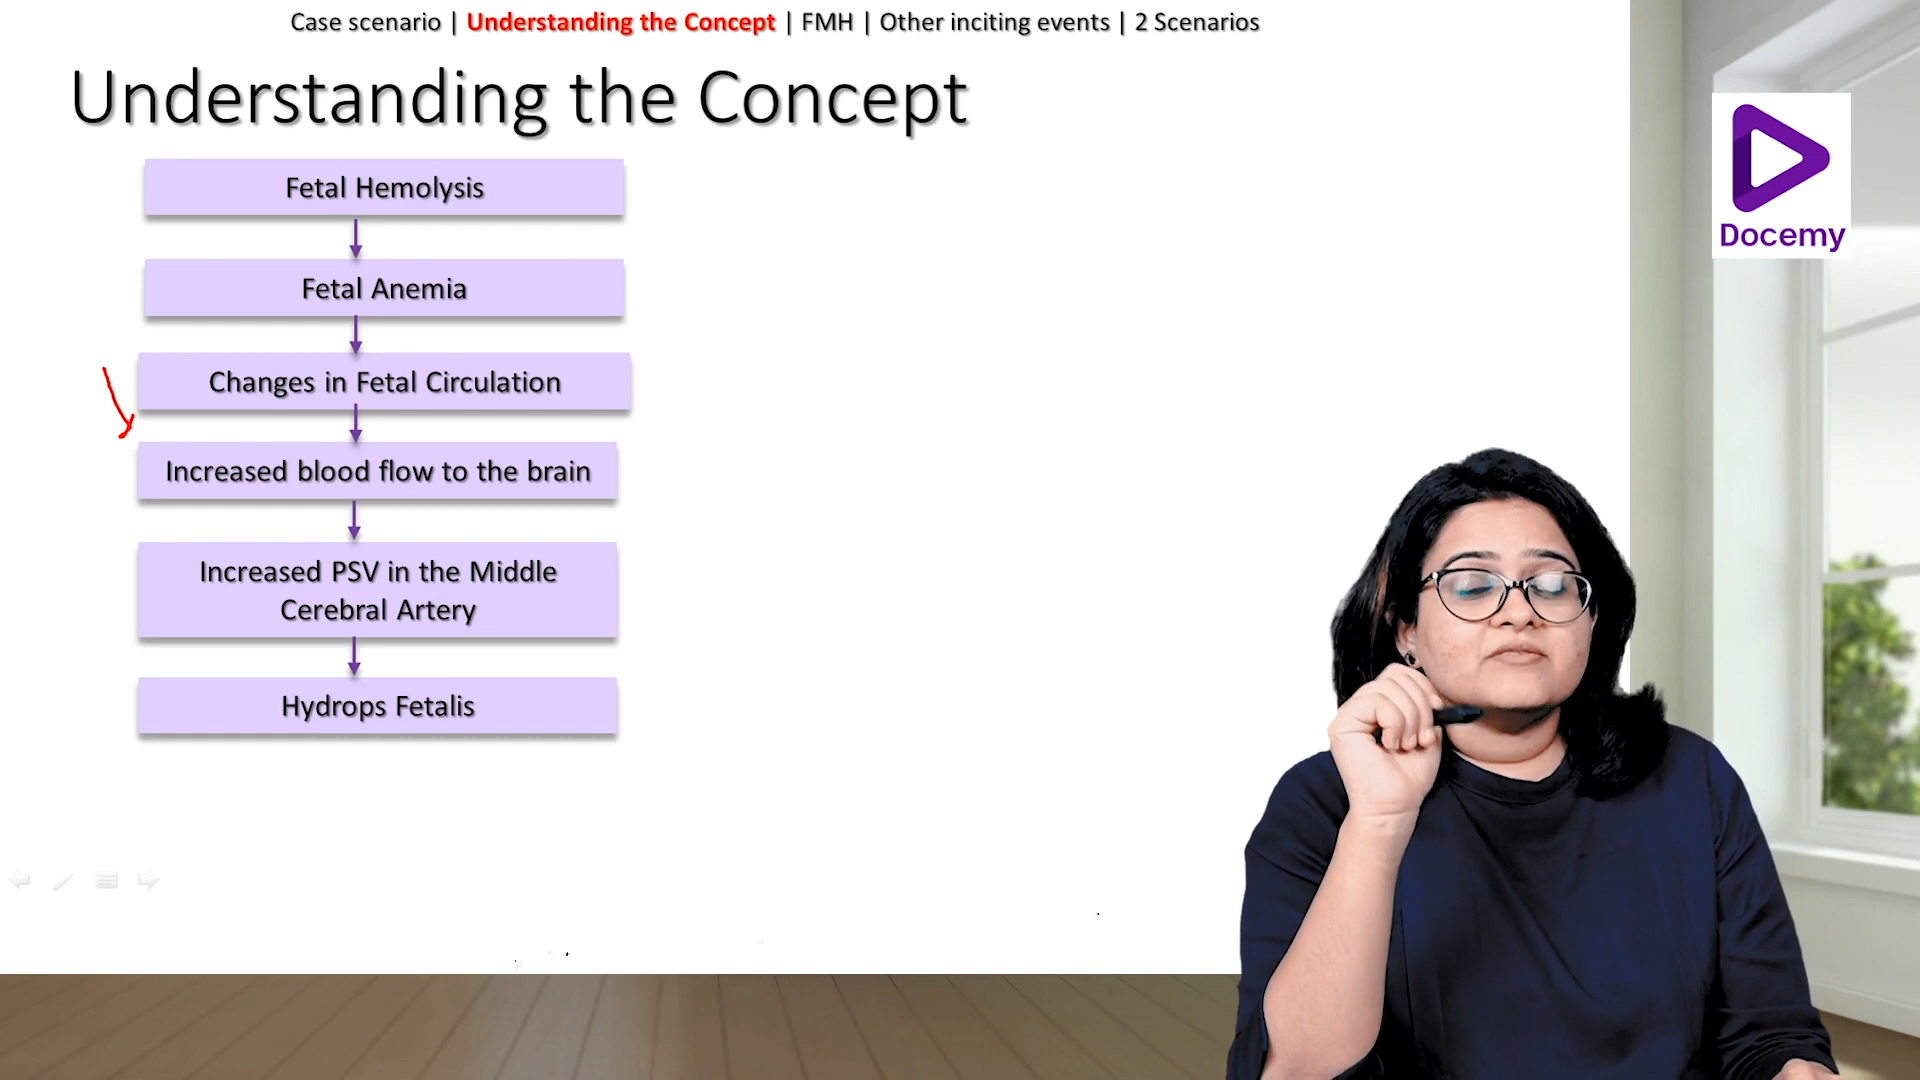 Case scenario | Understanding the Concept | FMH | Other inciting events | 2 Scenarios
Understanding the Concept
Fetal Hemolysis
Fetal Anemia
Changes in Fetal Circulation
Increased blood flow to the brain
Increased PSV in the Middle
Cerebral Artery
Hydrops Fetalis
Docemy